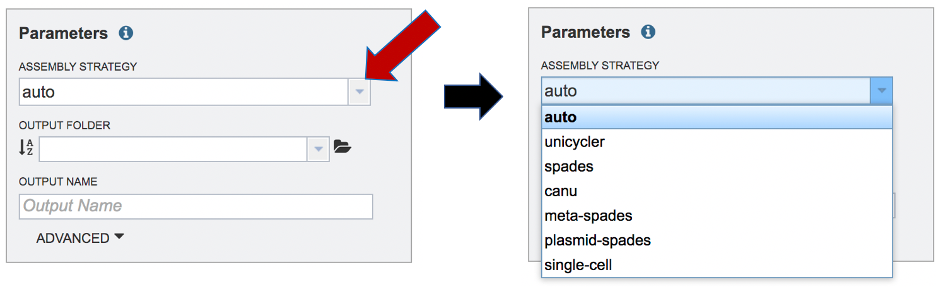 Parameters
ASSEMBLY STRATEGY
auto
OUTPUT FOLDER
OUTPUT NAME
Output Name
ADVANCED
Parameters
ASSEMBLY STRATEGY
auto
auto
unicycler
spades
canu
meta-spades
plasmid-spades
single-cell